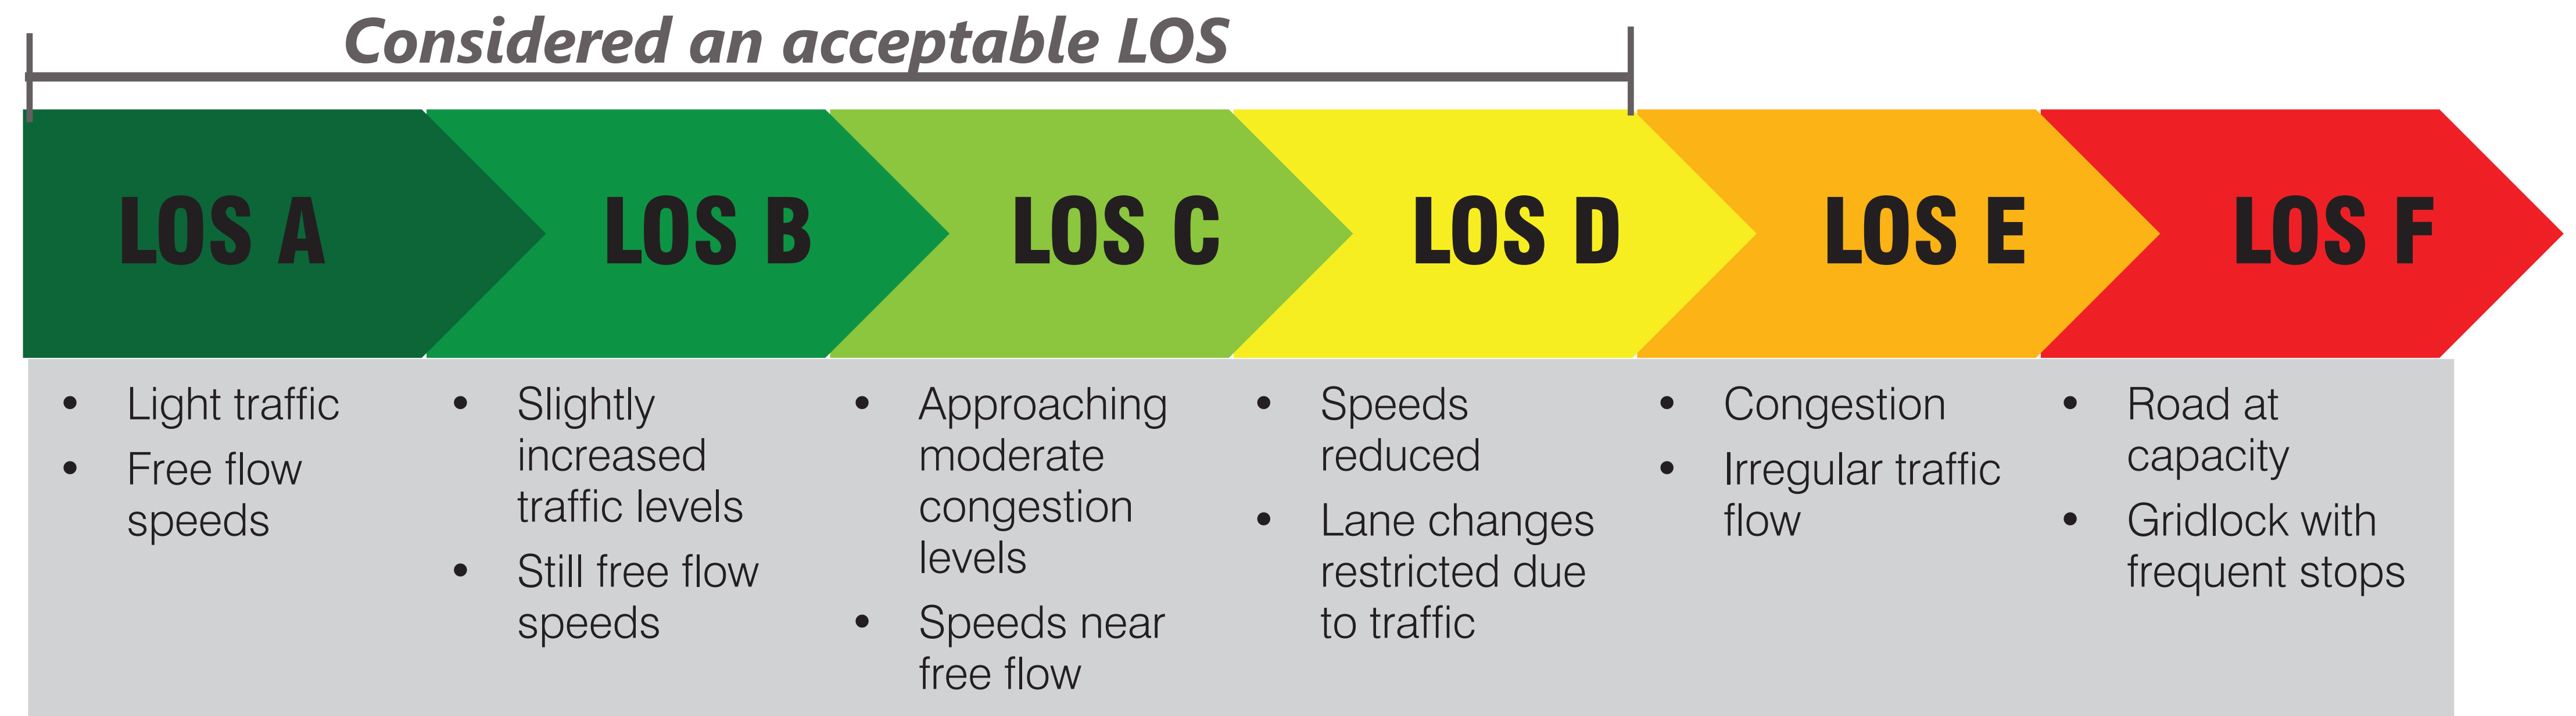 Considered an acceptable LOS
LOS A
LOS B
LOS C
LOS D
LOS E
LOS F
• Light traffic
• Free flow
speeds
• Slightly
increased
traffic levels
• Still free flow
speeds
• Approaching
moderate
congestion
levels
• Speeds near
free flow
• Speeds
reduced
• Lane changes
restricted due
to traffic
• Congestion
• Irregular traffic
flow
• Road at
capacity
• Gridlock with
frequent stops